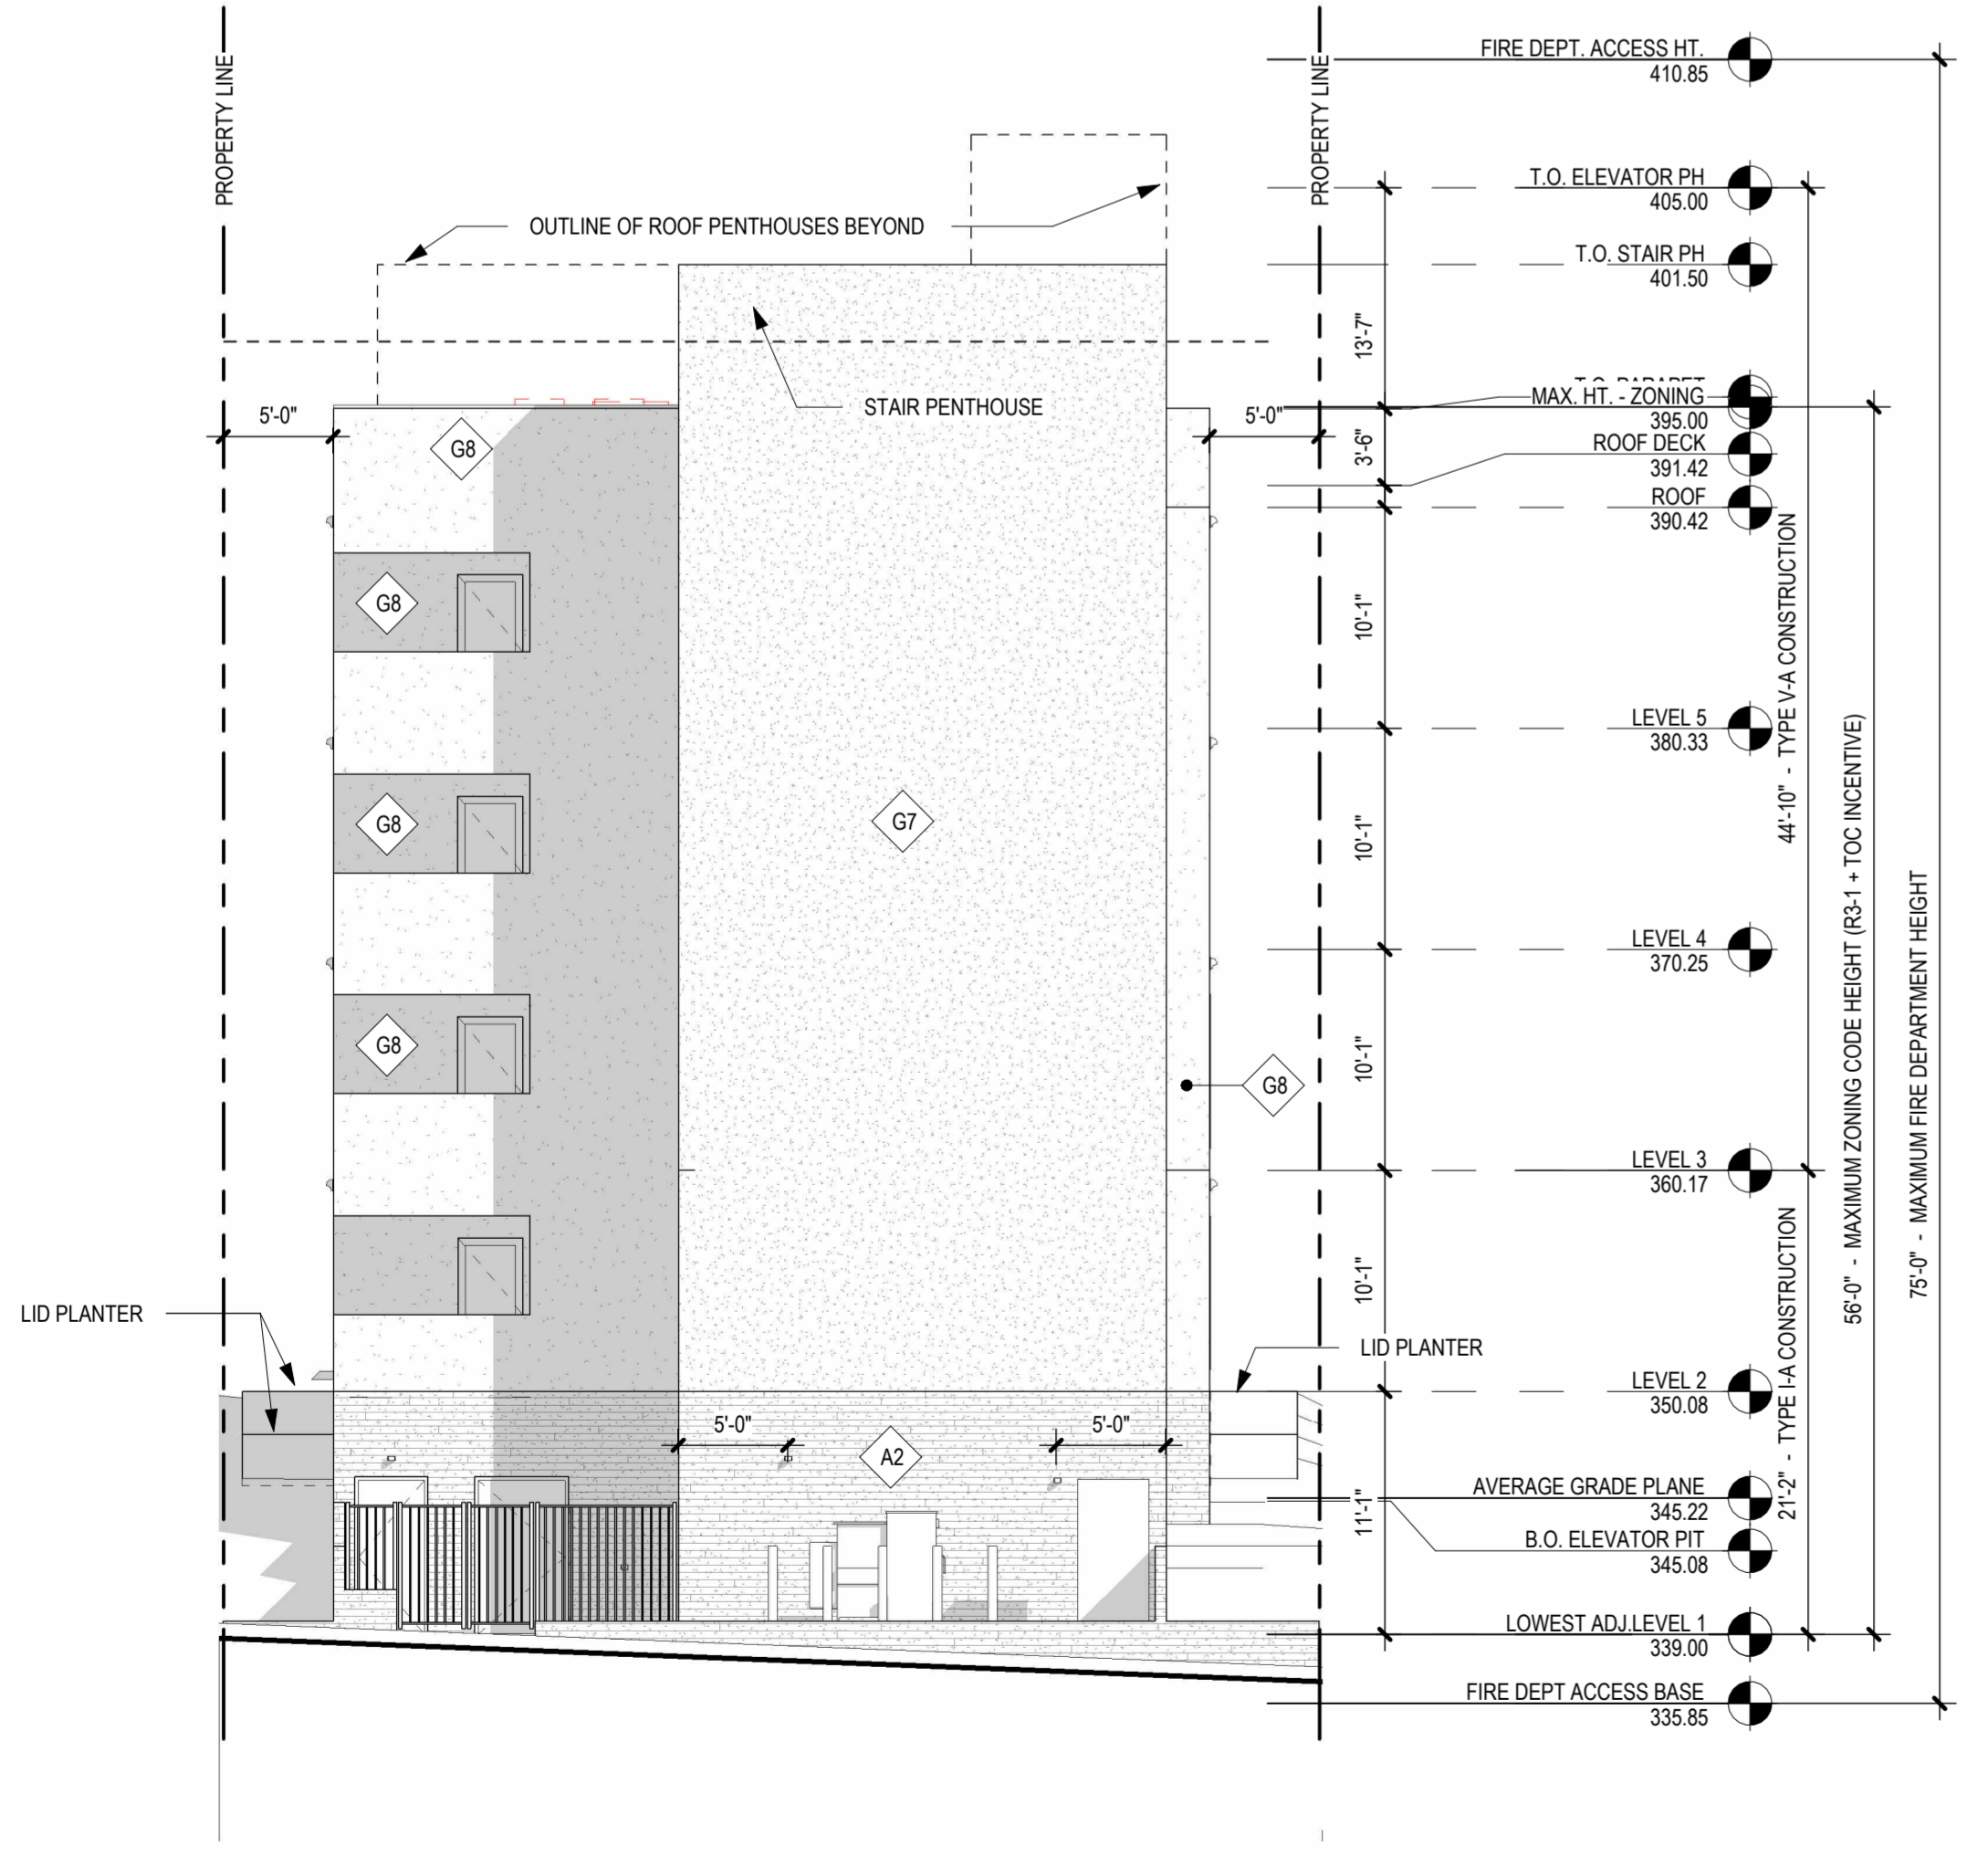 PROPERTY LINE
PROPERTY LINE
FIRE DEPT. ACCESS HT.
410.85
T.O. ELEVATOR PH
405.00
OUTLINE OF ROOF PENTHOUSES BEYOND
T.O. STAIR PH
401.50
13'-7"
STAIR PENTHOUSE
T.O. PARAPET
MAX. HT. - ZONING
395.00
5'-0"
5'-0"
3'-6"
ROOF DECK
391.42
G8
ROOF
390.42
G8
10'-1"
44'-10" - TYPE V-A CONSTRUCTION
LEVEL 5
380.33
G8
G7
10'-1"
56'-0" - MAXIMUM ZONING CODE HEIGHT (R3-1 + TOC INCENTIVE)
75'-0" - MAXIMUM FIRE DEPARTMENT HEIGHT
LEVEL 4
370.25
G8
10'-1"
G8
LEVEL 3
360.17
10'-1"
21'-2" - TYPE I-A CONSTRUCTION
LID PLANTER
LID PLANTER
LEVEL 2
350.08
5'-0"
5'-0"
A2
AVERAGE GRADE PLANE
345.22
11'-1"
B.O. ELEVATOR PIT
345.08
LOWEST ADJ.LEVEL 1
339.00
FIRE DEPT ACCESS BASE
335.85